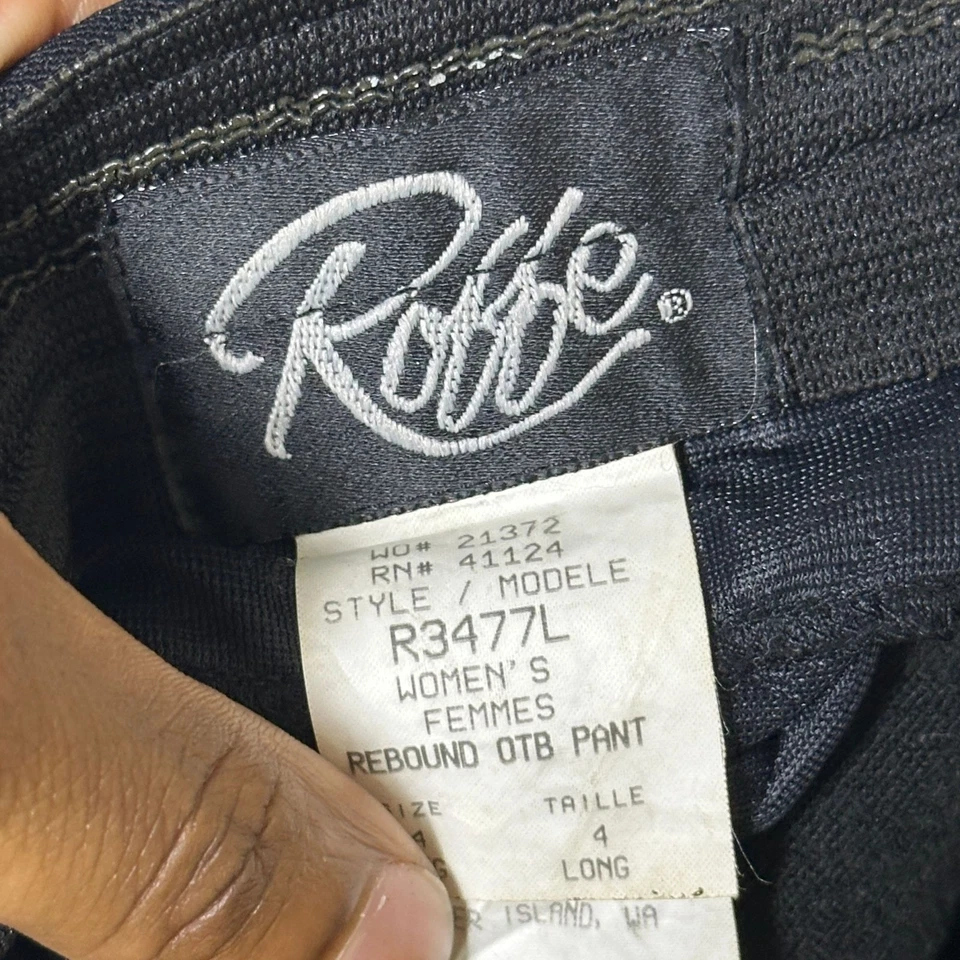 Roffe®
WO# 21372
RN# 41124
STYLE / MODELE
R3477L
WOMEN'S
FEMMES
REBOUND OTB PANT
TAILLE
4
LONG
ISLAND, WA